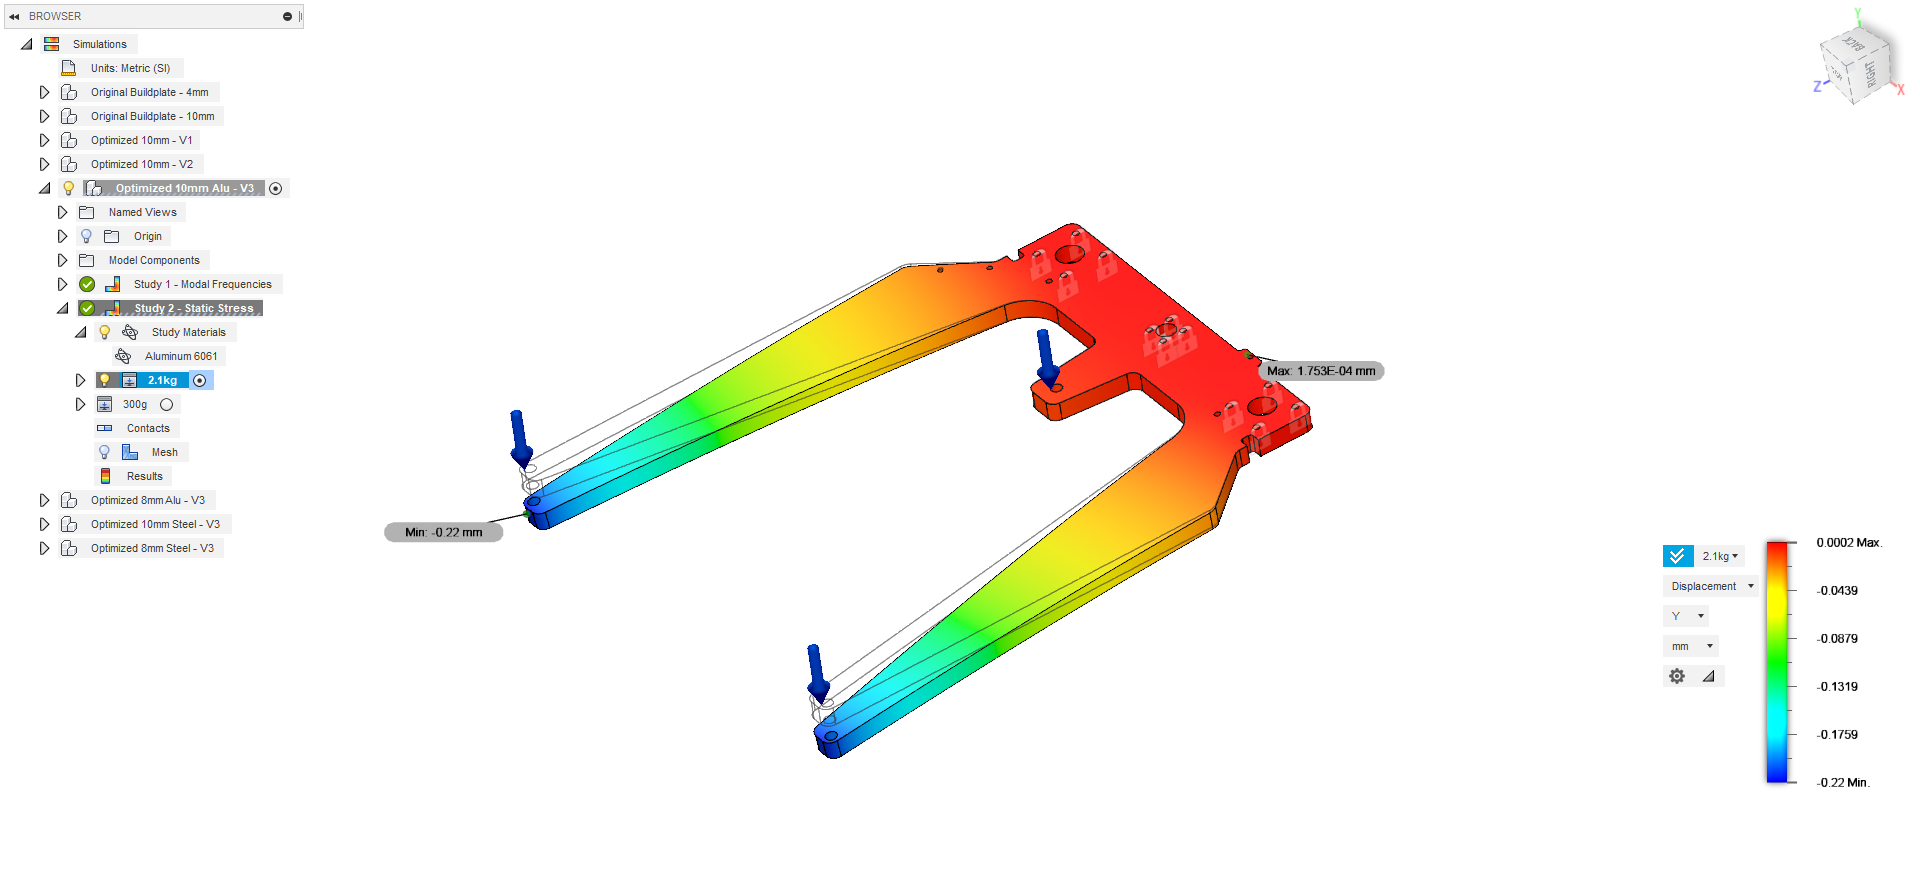 BROWSER
Simulations
Units: Metric (SI)
Original Buildplate - 4mm
Original Buildplate - 10mm
Optimized 10mm - V1
Optimized 10mm - V2
Optimized 10mm Alu - V3
Named Views
Origin
Model Components
Study 1 - Modal Frequencies
Study 2 - Static Stress
Study Materials
Aluminum 6061
2.1kg
300g
Contacts
Mesh
Results
Optimized 8mm Alu - V3
Optimized 10mm Steel - V3
Optimized 8mm Steel - V3
Max: 1.753E-04 mm
Min: -0.22 mm
Y
BACK
RIGHT
Z
X
2.1kg
Displacement
Y
mm
0.0002 Max.
-0.0439
-0.0879
-0.1319
-0.1759
-0.22 Min.